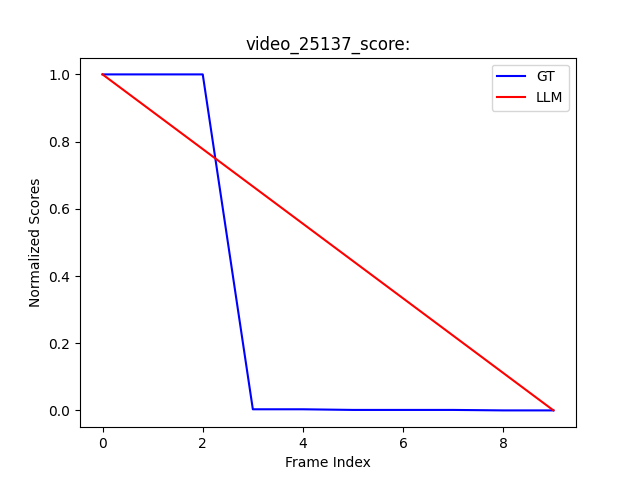 video_25137_score:
GT
LLM
Normalized Scores
1.0
0.8
0.6
0.4
0.2
0.0
0 2 4 6 8
Frame Index